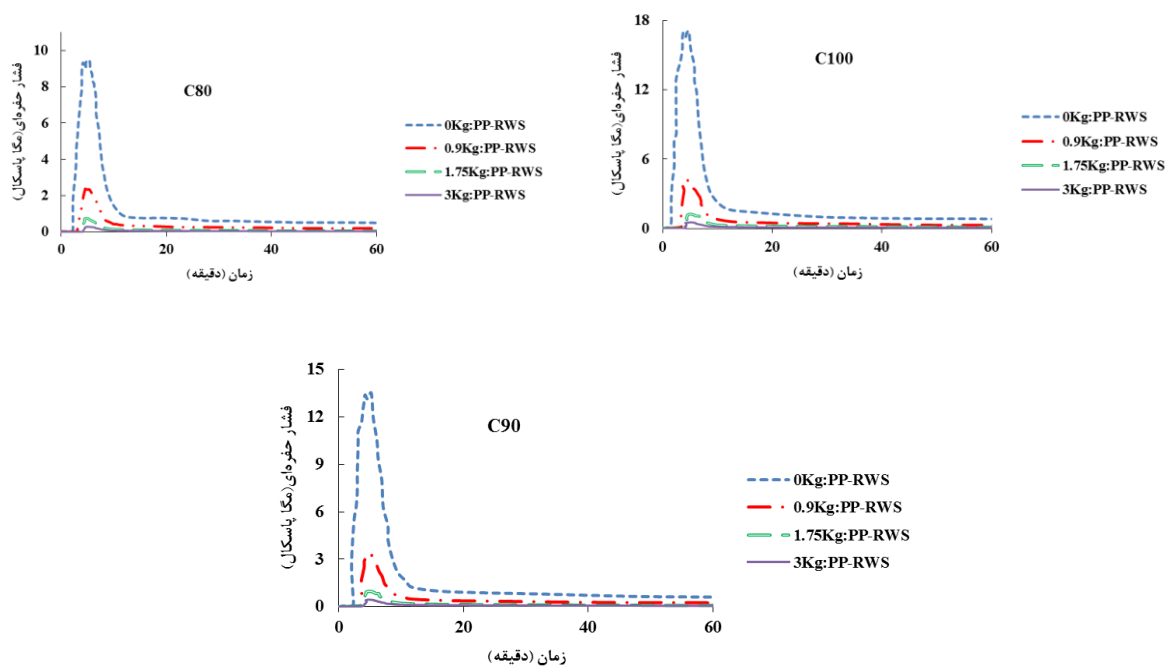 فشار حفره‌ای(مگا پاسکال)
10
8
6
4
2
0
C80
0Kg:PP-RWS
0.9Kg:PP-RWS
1.75Kg:PP-RWS
3Kg:PP-RWS
0 20 40 60
زمان (دقیقه)
فشار حفره‌ای(مگا پاسکال)
18
12
6
0
C100
0Kg:PP-RWS
0.9Kg:PP-RWS
1.75Kg:PP-RWS
3Kg:PP-RWS
0 20 40 60
زمان (دقیقه)
فشار حفره‌ای(مگا پاسکال)
15
12
9
6
3
0
C90
0Kg:PP-RWS
0.9Kg:PP-RWS
1.75Kg:PP-RWS
3Kg:PP-RWS
0 20 40 60
زمان (دقیقه)